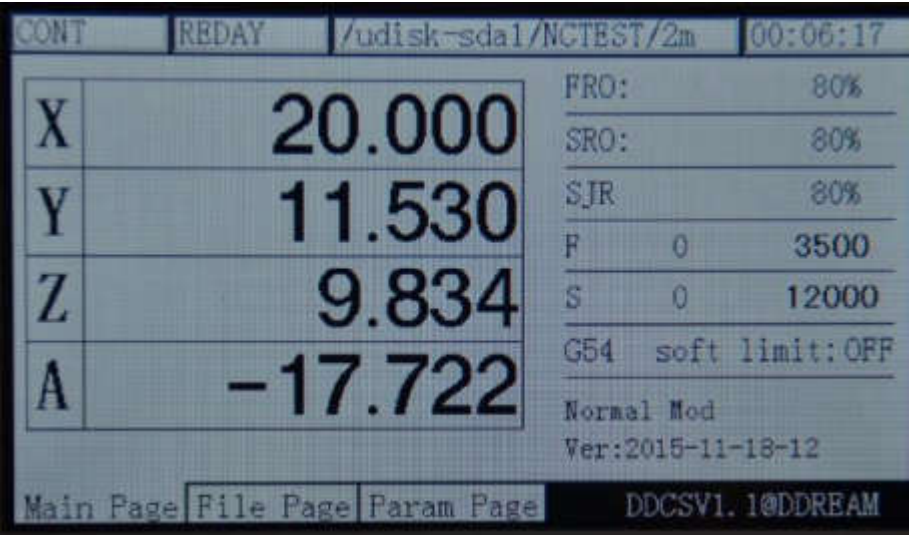 CONT REDAY /udisk-sda1/NCTEST/2m 00:06:17
X 20.000
Y 11.530
Z 9.834
A -17.722
FRO: 80%
SRO: 80%
SJR 80%
F 0 3500
S 0 12000
G54 soft limit:OFF
Normal Mod
Ver:2015-11-18-12
Main Page File Page Param Page DDCSV1.1@DDREAM